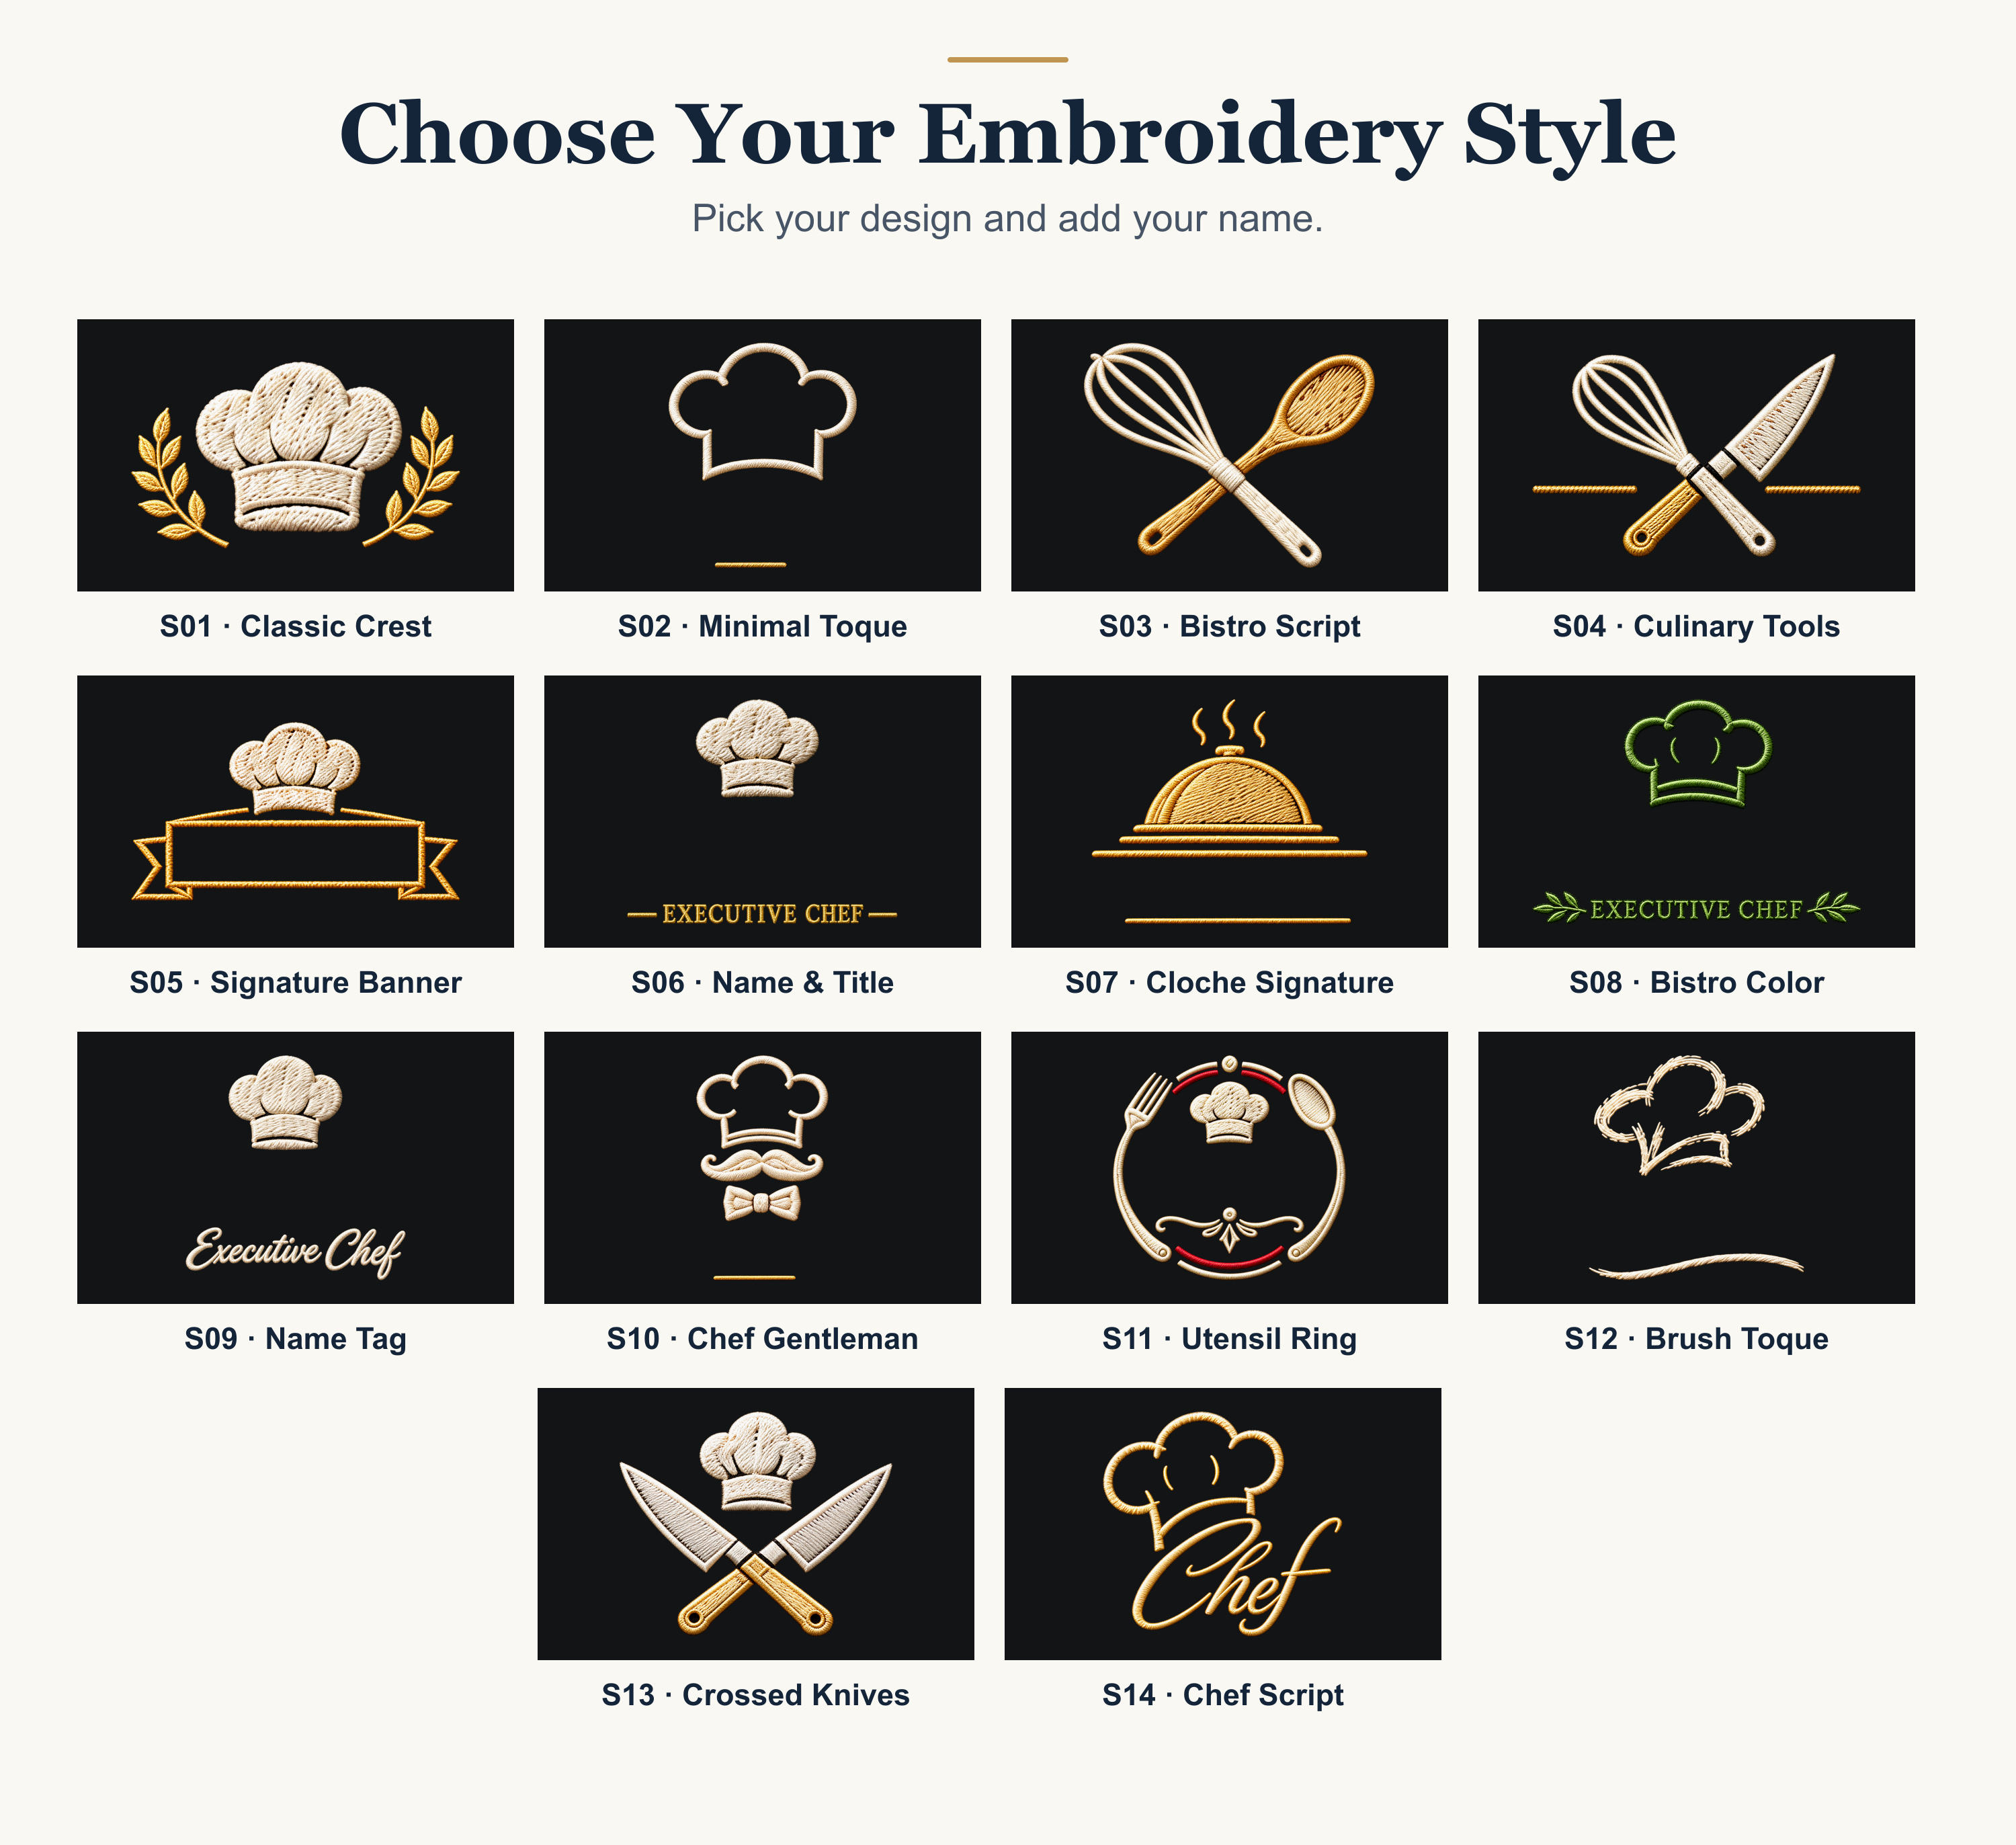 Choose Your Embroidery Style
Pick your design and add your name.
S01 · Classic Crest
S02 · Minimal Toque
S03 · Bistro Script
S04 · Culinary Tools
EXECUTIVE CHEF
EXECUTIVE CHEF
S05 · Signature Banner
S06 · Name & Title
S07 · Cloche Signature
S08 · Bistro Color
Executive Chef
S09 · Name Tag
S10 · Chef Gentleman
S11 · Utensil Ring
S12 · Brush Toque
Chef
S13 · Crossed Knives
S14 · Chef Script